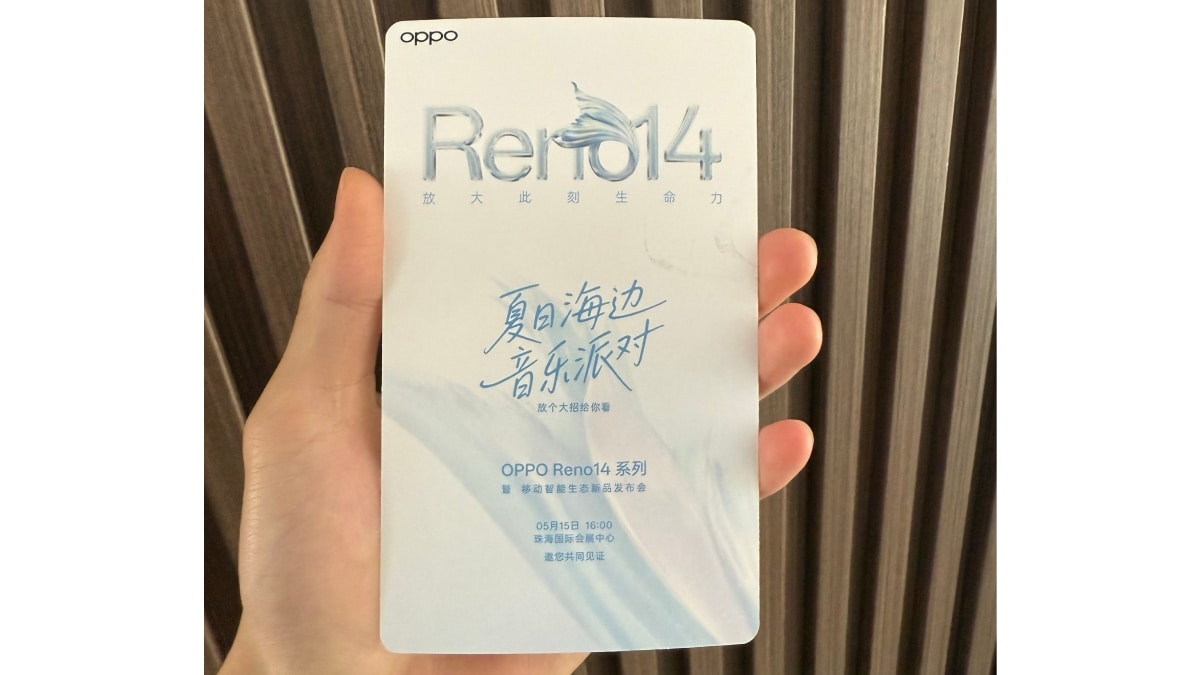 oppo
Reno14
放大此刻生命力
夏日海边
音乐派对
放个大招给你看
OPPO Reno14 系列
暨 移动智能生态新品发布会
05月15日 16:00
珠海国际会展中心
邀您共同见证